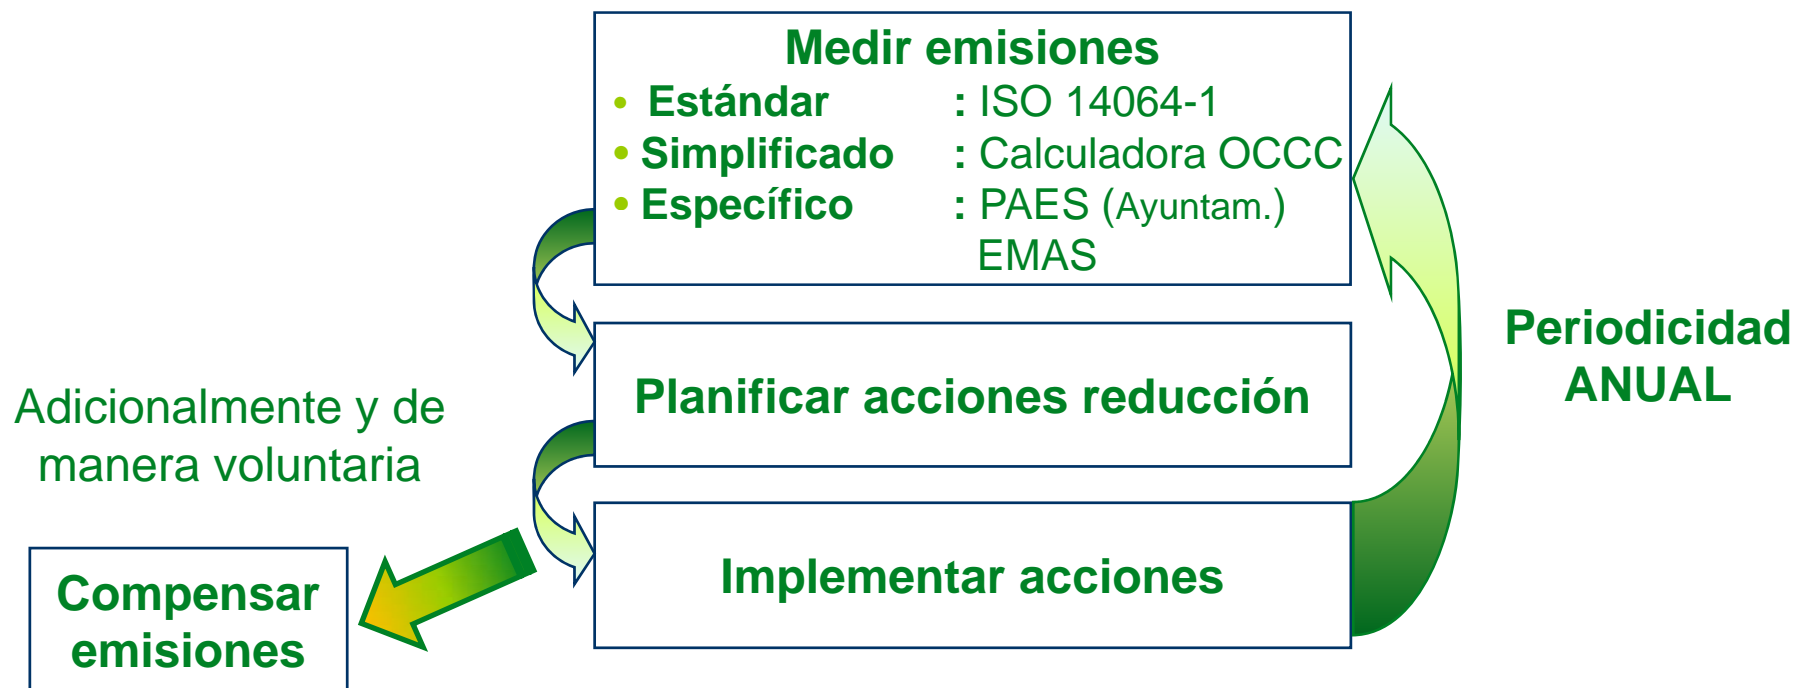 Medir emisiones
• Estándar : ISO 14064-1
• Simplificado : Calculadora OCCC
• Específico : PAES (Ayuntam.)
EMAS
Planificar acciones reducción
Implementar acciones
Periodicidad
ANUAL
Adicionalmente y de
manera voluntaria
Compensar
emisiones